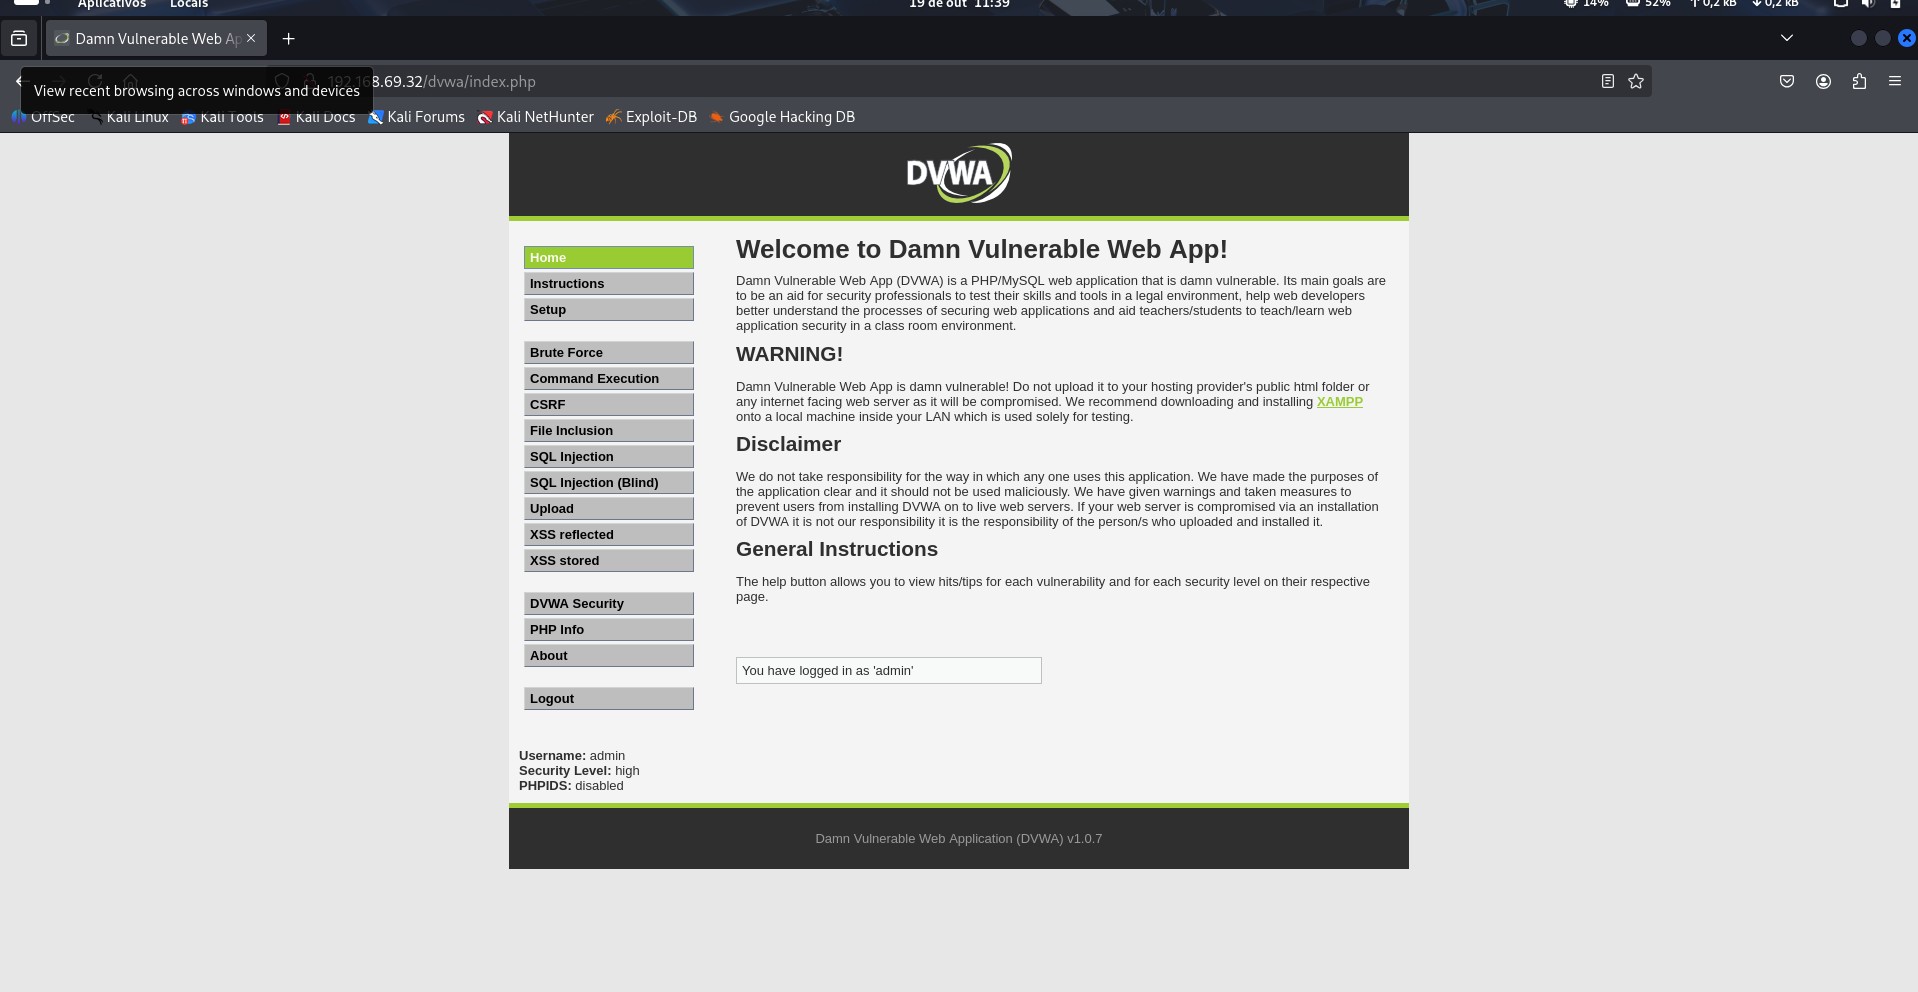 Aplicativos Locais 19 de out 11:39 14% 52% 0,2 kB 0,2 kB
Damn Vulnerable Web Ap
192.168.69.32/dvwa/index.php
View recent browsing across windows and devices
OffSec Kali Linux Kali Tools Kali Docs Kali Forums Kali NetHunter Exploit-DB Google Hacking DB
DVWA
Home
Instructions
Setup
Brute Force
Command Execution
CSRF
File Inclusion
SQL Injection
SQL Injection (Blind)
Upload
XSS reflected
XSS stored
DVWA Security
PHP Info
About
Logout
Username: admin
Security Level: high
PHPIDS: disabled
Welcome to Damn Vulnerable Web App!
Damn Vulnerable Web App (DVWA) is a PHP/MySQL web application that is damn vulnerable. Its main goals are
to be an aid for security professionals to test their skills and tools in a legal environment, help web developers
better understand the processes of securing web applications and aid teachers/students to teach/learn web
application security in a class room environment.
WARNING!
Damn Vulnerable Web App is damn vulnerable! Do not upload it to your hosting provider's public html folder or
any internet facing web server as it will be compromised. We recommend downloading and installing XAMPP
onto a local machine inside your LAN which is used solely for testing.
Disclaimer
We do not take responsibility for the way in which any one uses this application. We have made the purposes of
the application clear and it should not be used maliciously. We have given warnings and taken measures to
prevent users from installing DVWA on to live web servers. If your web server is compromised via an installation
of DVWA it is not our responsibility it is the responsibility of the person/s who uploaded and installed it.
General Instructions
The help button allows you to view hits/tips for each vulnerability and for each security level on their respective
page.
You have logged in as 'admin'
Damn Vulnerable Web Application (DVWA) v1.0.7